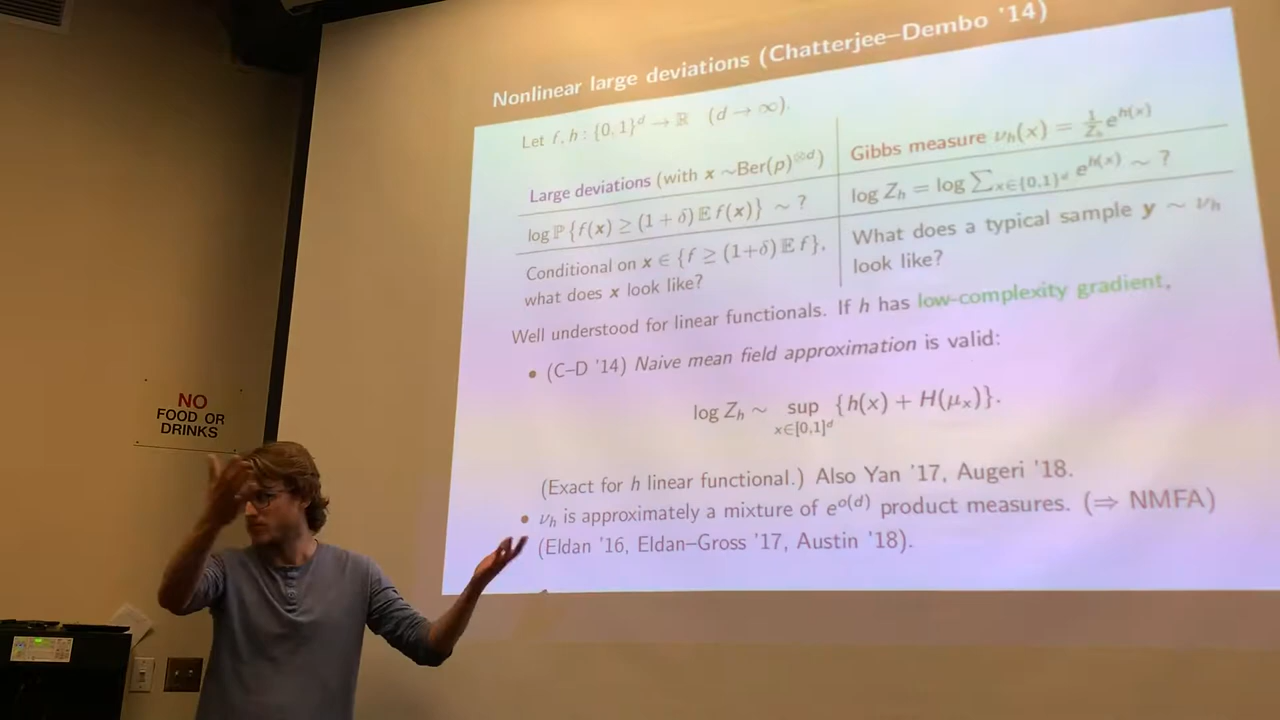 Nonlinear large deviations (Chatterjee–Dembo '14)
Let f, h : {0, 1}^d → ℝ (d → ∞).
Large deviations (with x ∼Ber(p)^{⊗d})
Gibbs measure ν_h(x) = 1/Z_h e^{h(x)}
log ℙ{f(x) ≥ (1 + δ) 𝔼 f(x)} ∼ ?
log Z_h = log ∑_{x∈{0,1}^d} e^{h(x)} ∼ ?
Conditional on x ∈ {f ≥ (1+δ) 𝔼 f},
what does x look like?
What does a typical sample y ∼ ν_h
look like?
Well understood for linear functionals. If h has low-complexity gradient,
• (C–D '14) Naive mean field approximation is valid:
log Z_h ∼ sup_{x∈[0,1]^d} {h(x) + H(μ_x)}.
(Exact for h linear functional.) Also Yan '17, Augeri '18.
• ν_h is approximately a mixture of e^{o(d)} product measures. (⇒ NMFA)
(Eldan '16, Eldan–Gross '17, Austin '18).
NO
FOOD OR
DRINKS